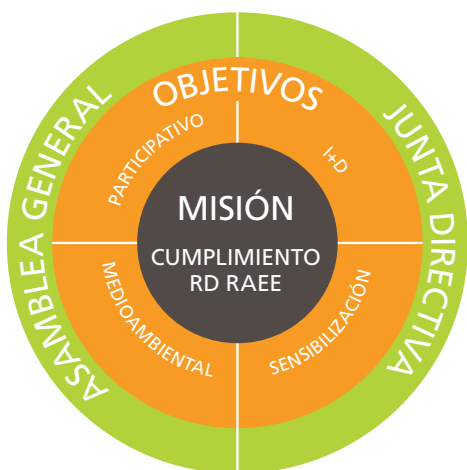 ASAMBLEA GENERAL
JUNTA DIRECTIVA
OBJETIVOS
PARTICIPATIVO
I+D
MISIÓN
CUMPLIMIENTO
RD RAEE
MEDIOAMBIENTAL
SENSIBILIZACIÓN